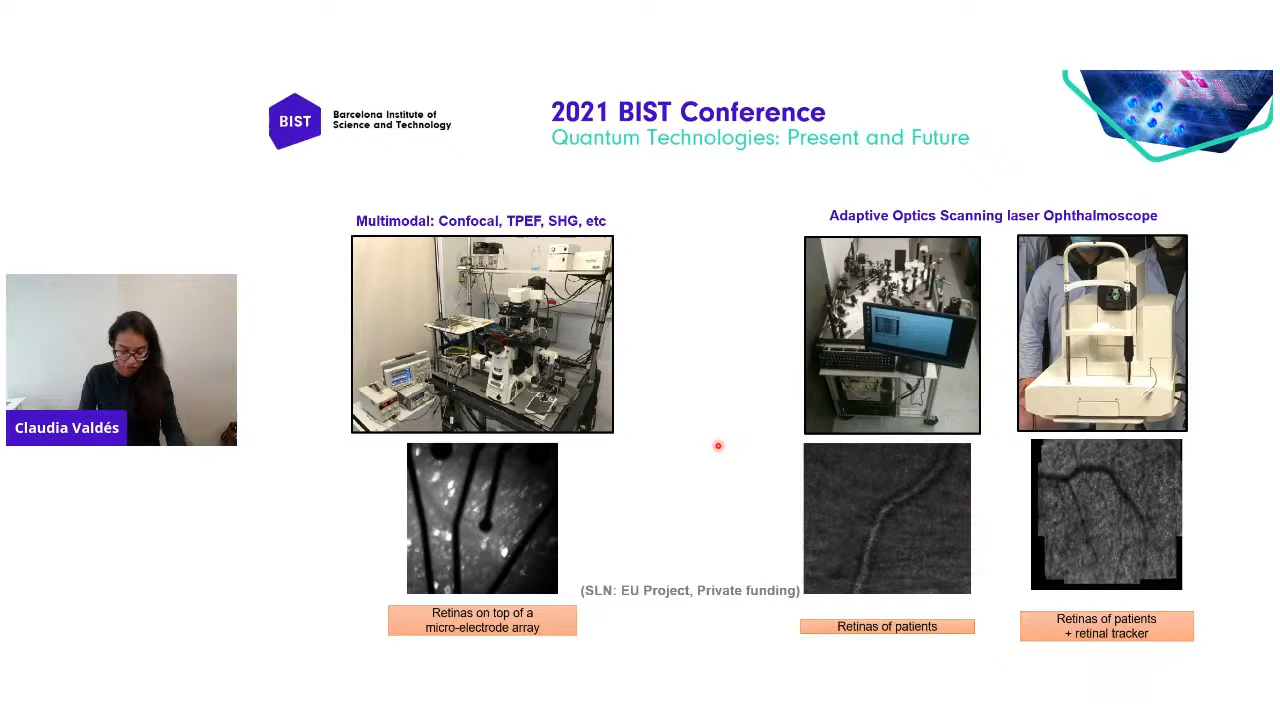 BIST
Barcelona Institute of
Science and Technology
2021 BIST Conference
Quantum Technologies: Present and Future
Multimodal: Confocal, TPEF, SHG, etc
Adaptive Optics Scanning laser Ophthalmoscope
Claudia Valdés
(SLN: EU Project, Private funding)
Retinas on top of a
micro-electrode array
Retinas of patients
Retinas of patients
+ retinal tracker